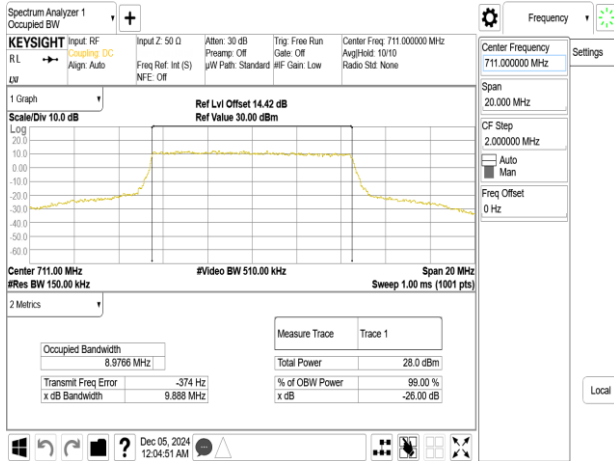 Spectrum Analyzer 1
Occupied BW
Frequency
KEYSIGHT
Input: RF
Input Z: 50 Ω
Atten: 30 dB
Trig: Free Run
Center Freq: 711.000000 MHz
RL
Coupling: DC
Preamp: Off
Gate: Off
Avg|Hold: 10/10
Align: Auto
Freq Ref: Int (S)
µW Path: Standard
#IF Gain: Low
Radio Std: None
NFE: Off
LXI
Center Frequency
711.000000 MHz
Settings
Span
20.000 MHz
CF Step
2.000000 MHz
Auto
Man
Freq Offset
0 Hz
Local
1 Graph
Ref Lvl Offset 14.42 dB
Scale/Div 10.0 dB
Ref Value 30.00 dBm
Log
20.0
10.0
0.00
-10.0
-20.0
-30.0
-40.0
-50.0
-60.0
Center 711.00 MHz
#Video BW 510.00 kHz
Span 20 MHz
#Res BW 150.00 kHz
Sweep 1.00 ms (1001 pts)
2 Metrics
Measure Trace
Trace 1
Occupied Bandwidth
8.9766 MHz
Total Power
28.0 dBm
Transmit Freq Error
-374 Hz
% of OBW Power
99.00 %
x dB Bandwidth
9.888 MHz
x dB
-26.00 dB
Dec 05, 2024
12:04:51 AM